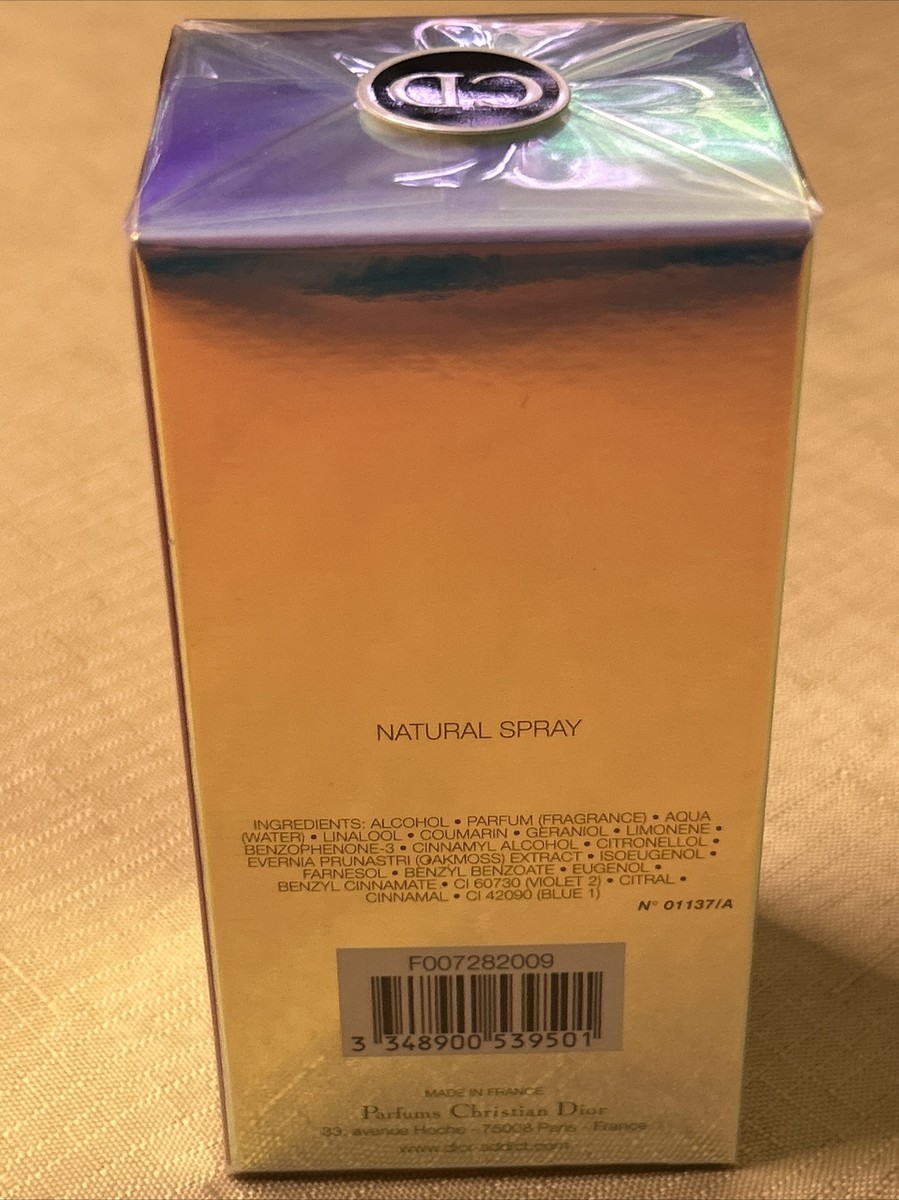 CD
NATURAL SPRAY
INGREDIENTS: ALCOHOL • PARFUM (FRAGRANCE) • AQUA
(WATER) • LINALOOL • COUMARIN • GERANIOL • LIMONENE •
BENZOPHENONE-3 • CINNAMYL ALCOHOL • CITRONELLOL •
EVERNIA PRUNASTRI (OAKMOSS) EXTRACT • ISOEUGENOL •
FARNESOL • BENZYL BENZOATE • EUGENOL •
BENZYL CINNAMATE • CI 60730 (VIOLET 2) • CITRAL •
CINNAMAL • CI 42090 (BLUE 1)
N° 01137/A
F007282009
3 348900 539501
MADE IN FRANCE
Parfums Christian Dior
33, avenue Hoche - 75008 Paris - France
www.dior-addict.com